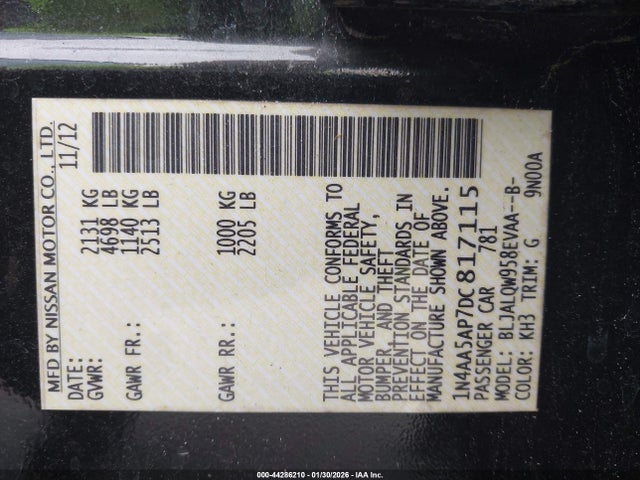 MFD BY NISSAN MOTOR CO., LTD.
DATE: 11/12
GVWR: 2131 KG
4698 LB
GAWR FR.: 1140 KG
2513 LB
GAWR RR.: 1000 KG
2205 LB
THIS VEHICLE CONFORMS TO
ALL APPLICABLE FEDERAL
MOTOR VEHICLE SAFETY,
BUMPER, AND THEFT
PREVENTION STANDARDS IN
EFFECT ON THE DATE OF
MANUFACTURE SHOWN ABOVE.
1N4AA5AP7DC817115
PASSENGER CAR 781
MODEL: BLJALQW958EVAA--B-
COLOR: KH3 TRIM: G 9N00A
000-44286210 - 01/30/2026 - IAA Inc.